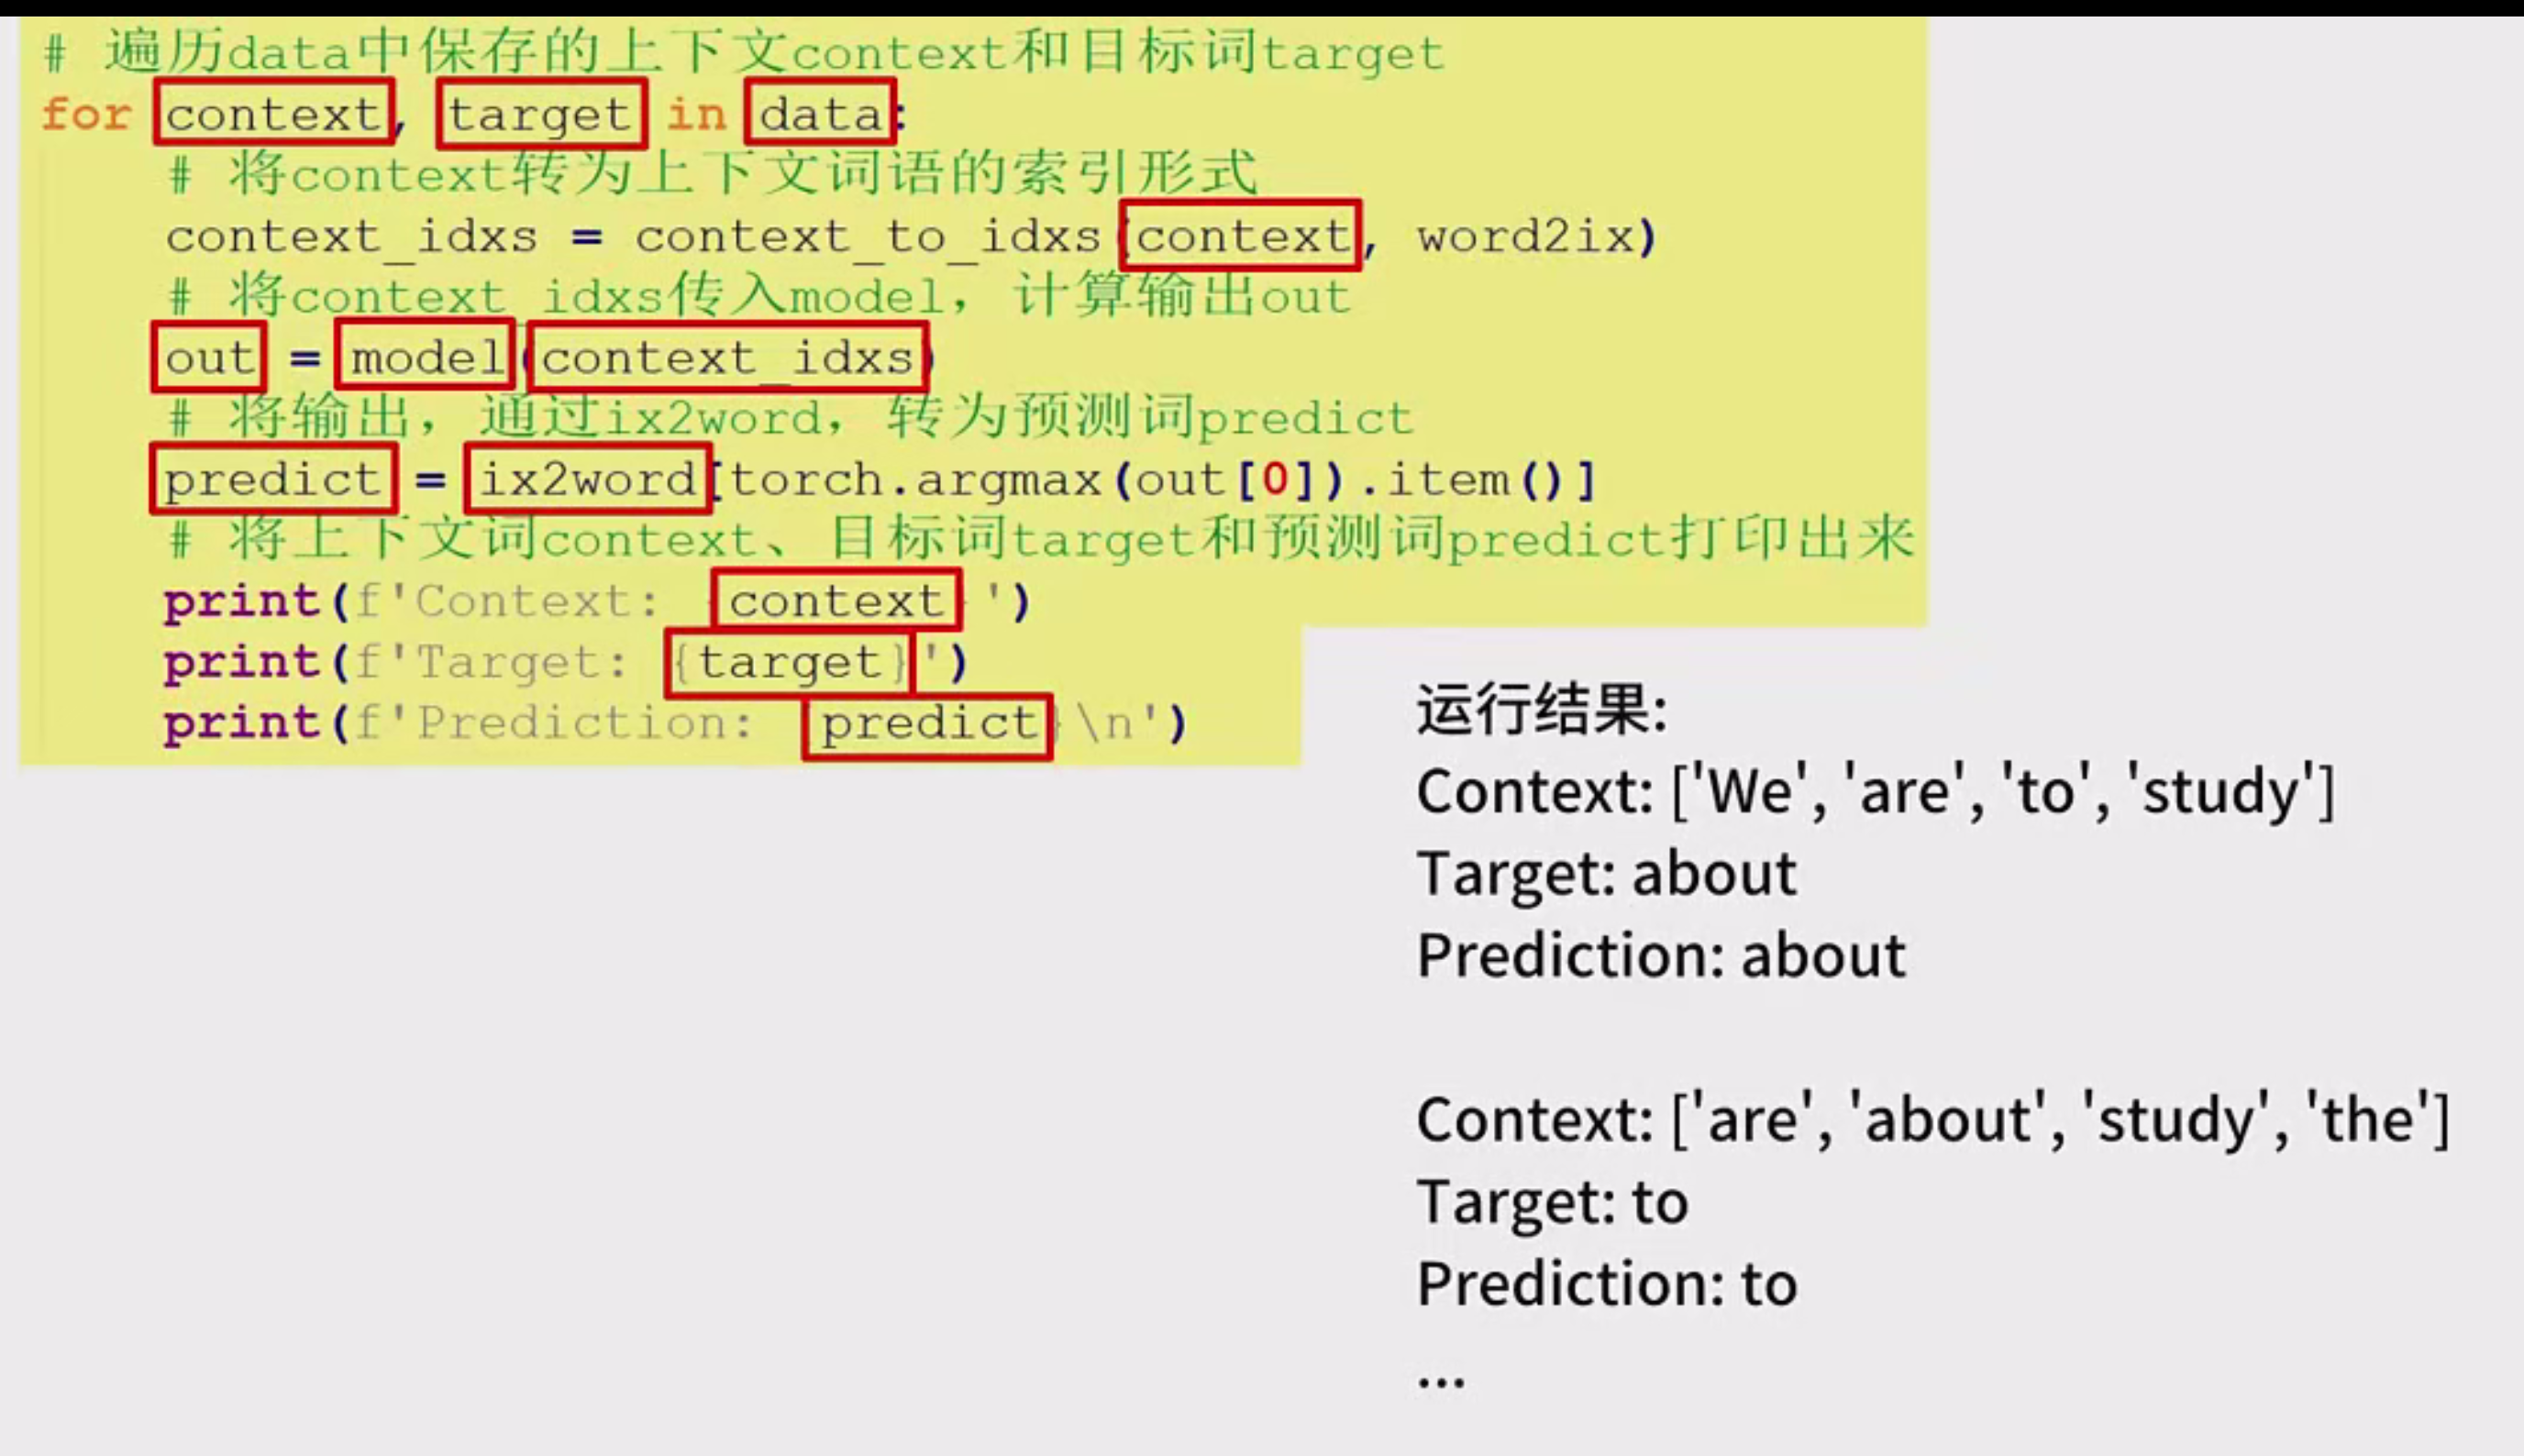 # 遍历data中保存的上下文context和目标词target
for context, target in data:
# 将context转为上下文词语的索引形式
context_idxs = context_to_idxs(context, word2ix)
# 将context_idxs传入model，计算输出out
out = model(context_idxs)
# 将输出，通过ix2word，转为预测词predict
predict = ix2word[torch.argmax(out[0]).item()]
# 将上下文词context、目标词target和预测词predict打印出来
print(f'Context: {context}')
print(f'Target: {target}')
print(f'Prediction: {predict}\n')
运行结果:
Context: ['We', 'are', 'to', 'study']
Target: about
Prediction: about
Context: ['are', 'about', 'study', 'the']
Target: to
Prediction: to
...